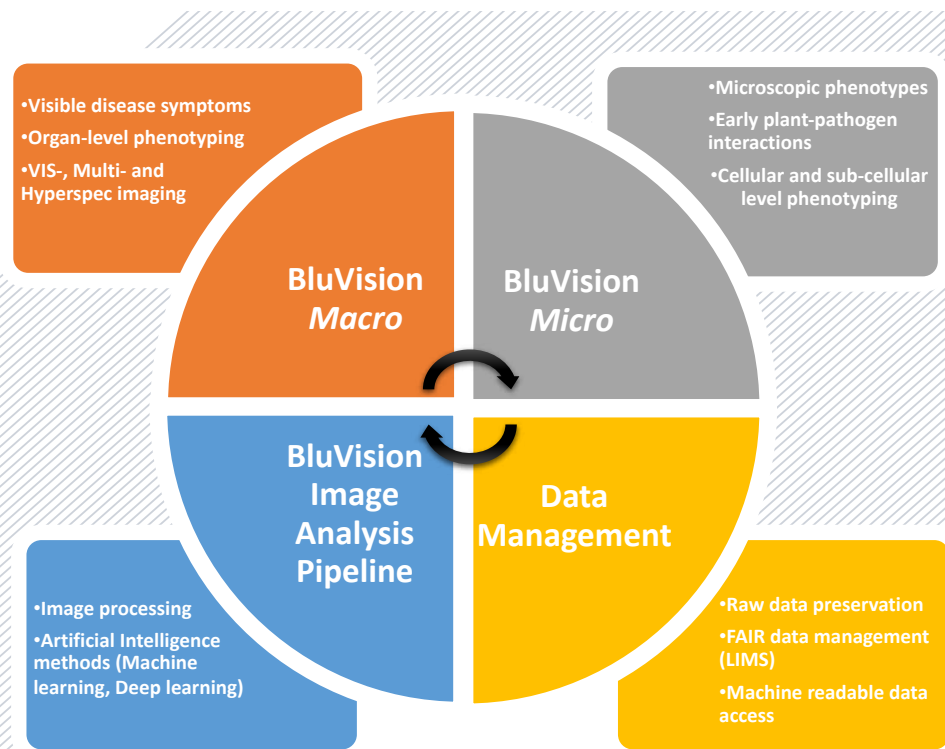 •Visible disease symptoms
•Organ-level phenotyping
•VIS-, Multi- and
Hyperspec imaging
•Microscopic phenotypes
•Early plant-pathogen
interactions
•Cellular and sub-cellular
level phenotyping
BluVision
Macro
BluVision
Micro
BluVision
Image
Analysis
Pipeline
Data
Management
•Image processing
•Artificial Intelligence
methods (Machine
learning, Deep learning)
•Raw data preservation
•FAIR data management
(LIMS)
•Machine readable data
access